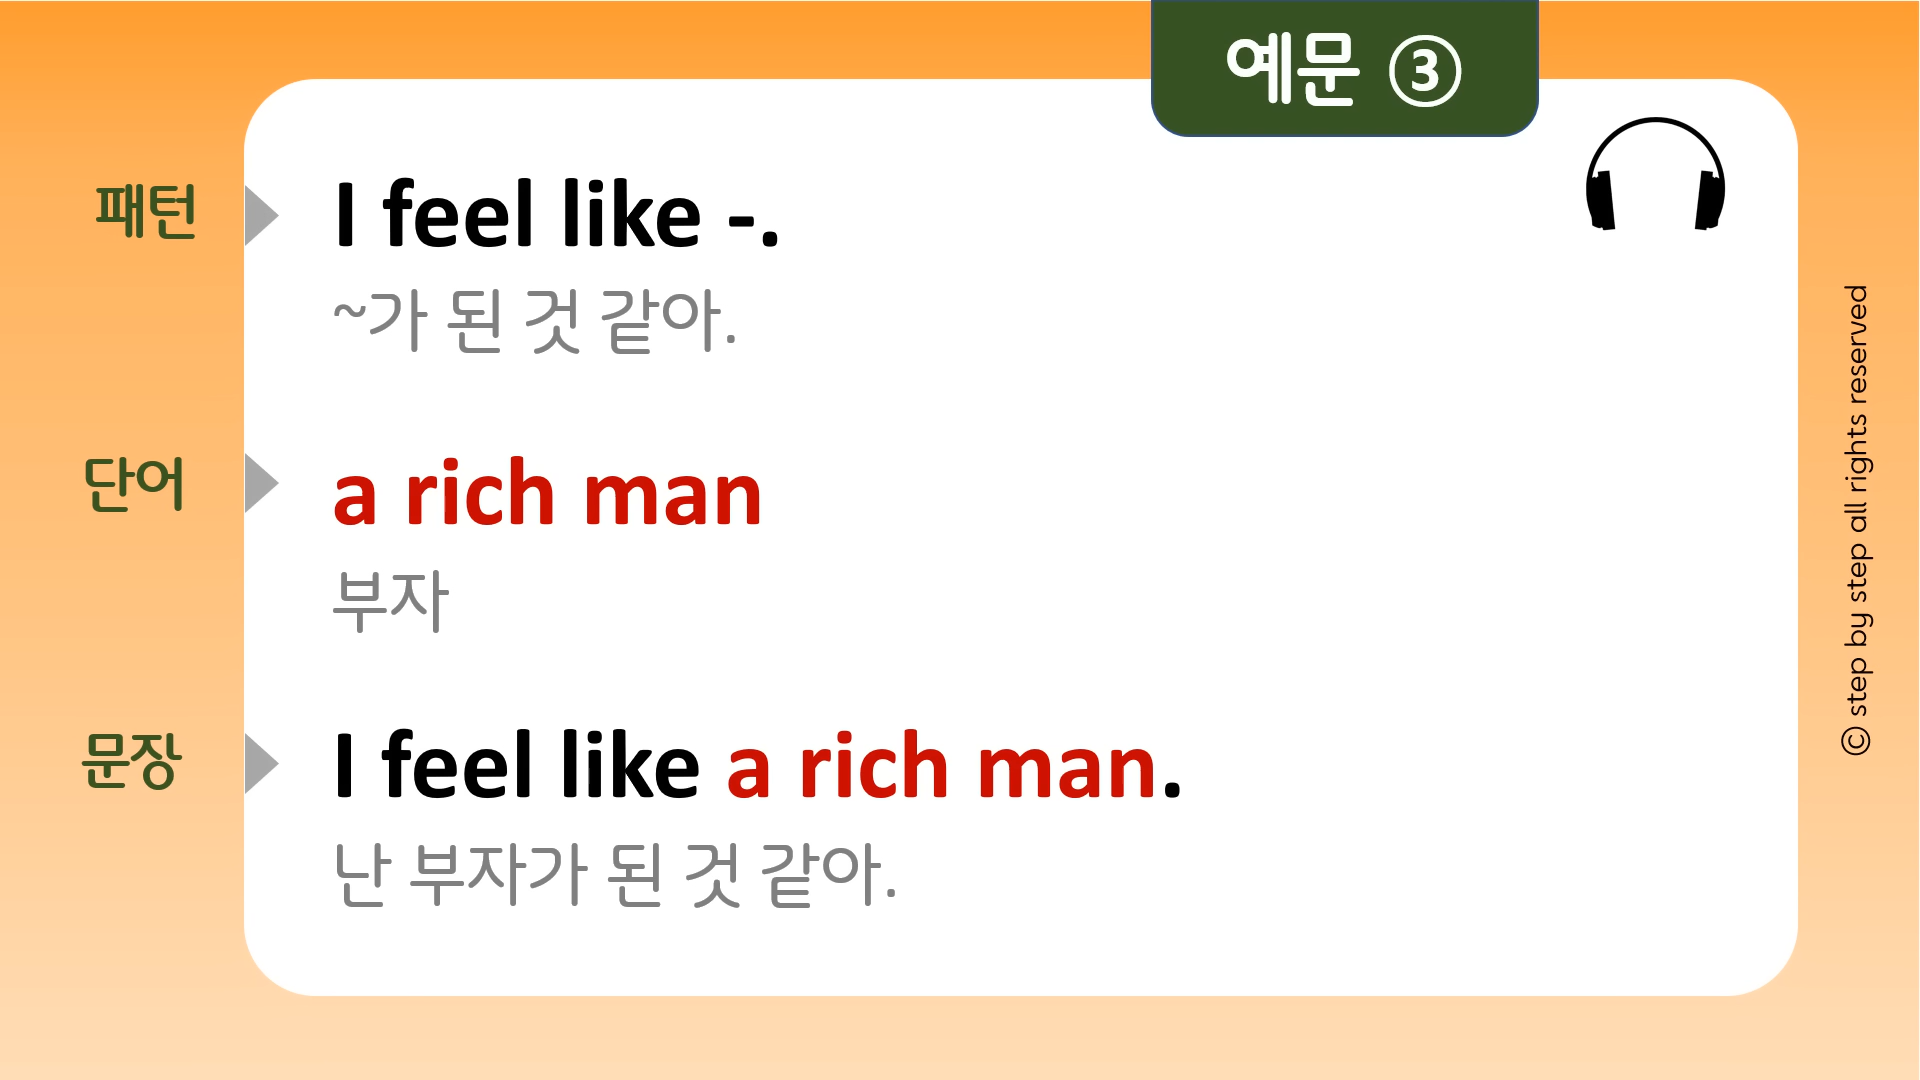 예문 ③
패턴
I feel like -.
~가 된 것 같아.
단어
a rich man
부자
문장
I feel like a rich man.
난 부자가 된 것 같아.
© step by step all rights reserved